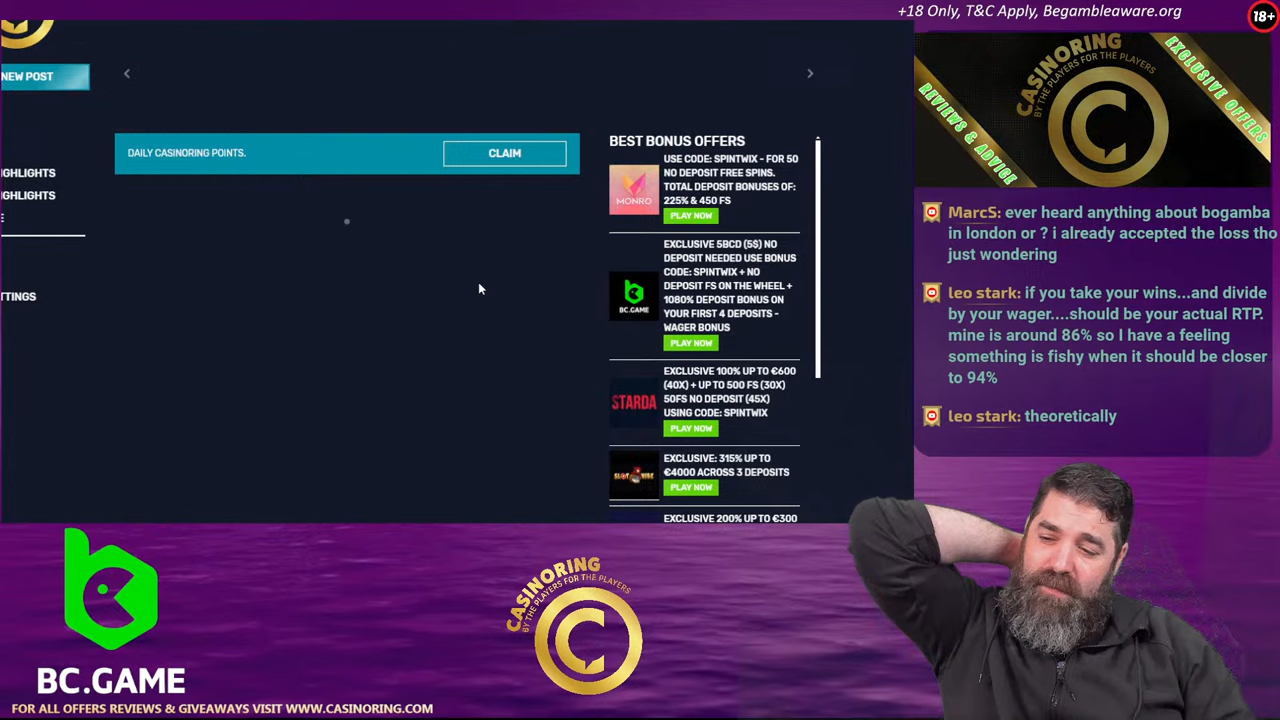 +18 Only, T&C Apply, Begambleaware.org
18+
NEW POST
GHLIGHTS
GHLIGHTS
E
TTINGS
DAILY CASINORING POINTS.
CLAIM
BEST BONUS OFFERS
MONRO
USE CODE: SPINTWIX - FOR 50
NO DEPOSIT FREE SPINS.
TOTAL DEPOSIT BONUSES OF:
225% & 450 FS
PLAY NOW
BC.GAME
EXCLUSIVE 5BCD (5$) NO
DEPOSIT NEEDED USE BONUS
CODE: SPINTWIX + NO
DEPOSIT FS ON THE WHEEL +
1080% DEPOSIT BONUS ON
YOUR FIRST 4 DEPOSITS -
WAGER BONUS
PLAY NOW
STARDA
EXCLUSIVE 100% UP TO €600
(40X) + UP TO 500 FS (30X)
50FS NO DEPOSIT (45X)
USING CODE: SPINTWIX
PLAY NOW
EXCLUSIVE: 315% UP TO
€4000 ACROSS 3 DEPOSITS
PLAY NOW
EXCLUSIVE 200% UP TO €300
CASINORING
BY THE PLAYERS FOR THE PLAYERS
REVIEWS & ADVICE
EXCLUSIVE OFFERS
MarcS: ever heard anything about bogamba
in london or ? i already accepted the loss tho
just wondering
leo stark: if you take your wins...and divide
by your wager....should be your actual RTP.
mine is around 86% so I have a feeling
something is fishy when it should be closer
to 94%
leo stark: theoretically
BC.GAME
CASINORING
BY THE PLAYERS FOR THE PLAYERS
FOR ALL OFFERS REVIEWS & GIVEAWAYS VISIT WWW.CASINORING.COM